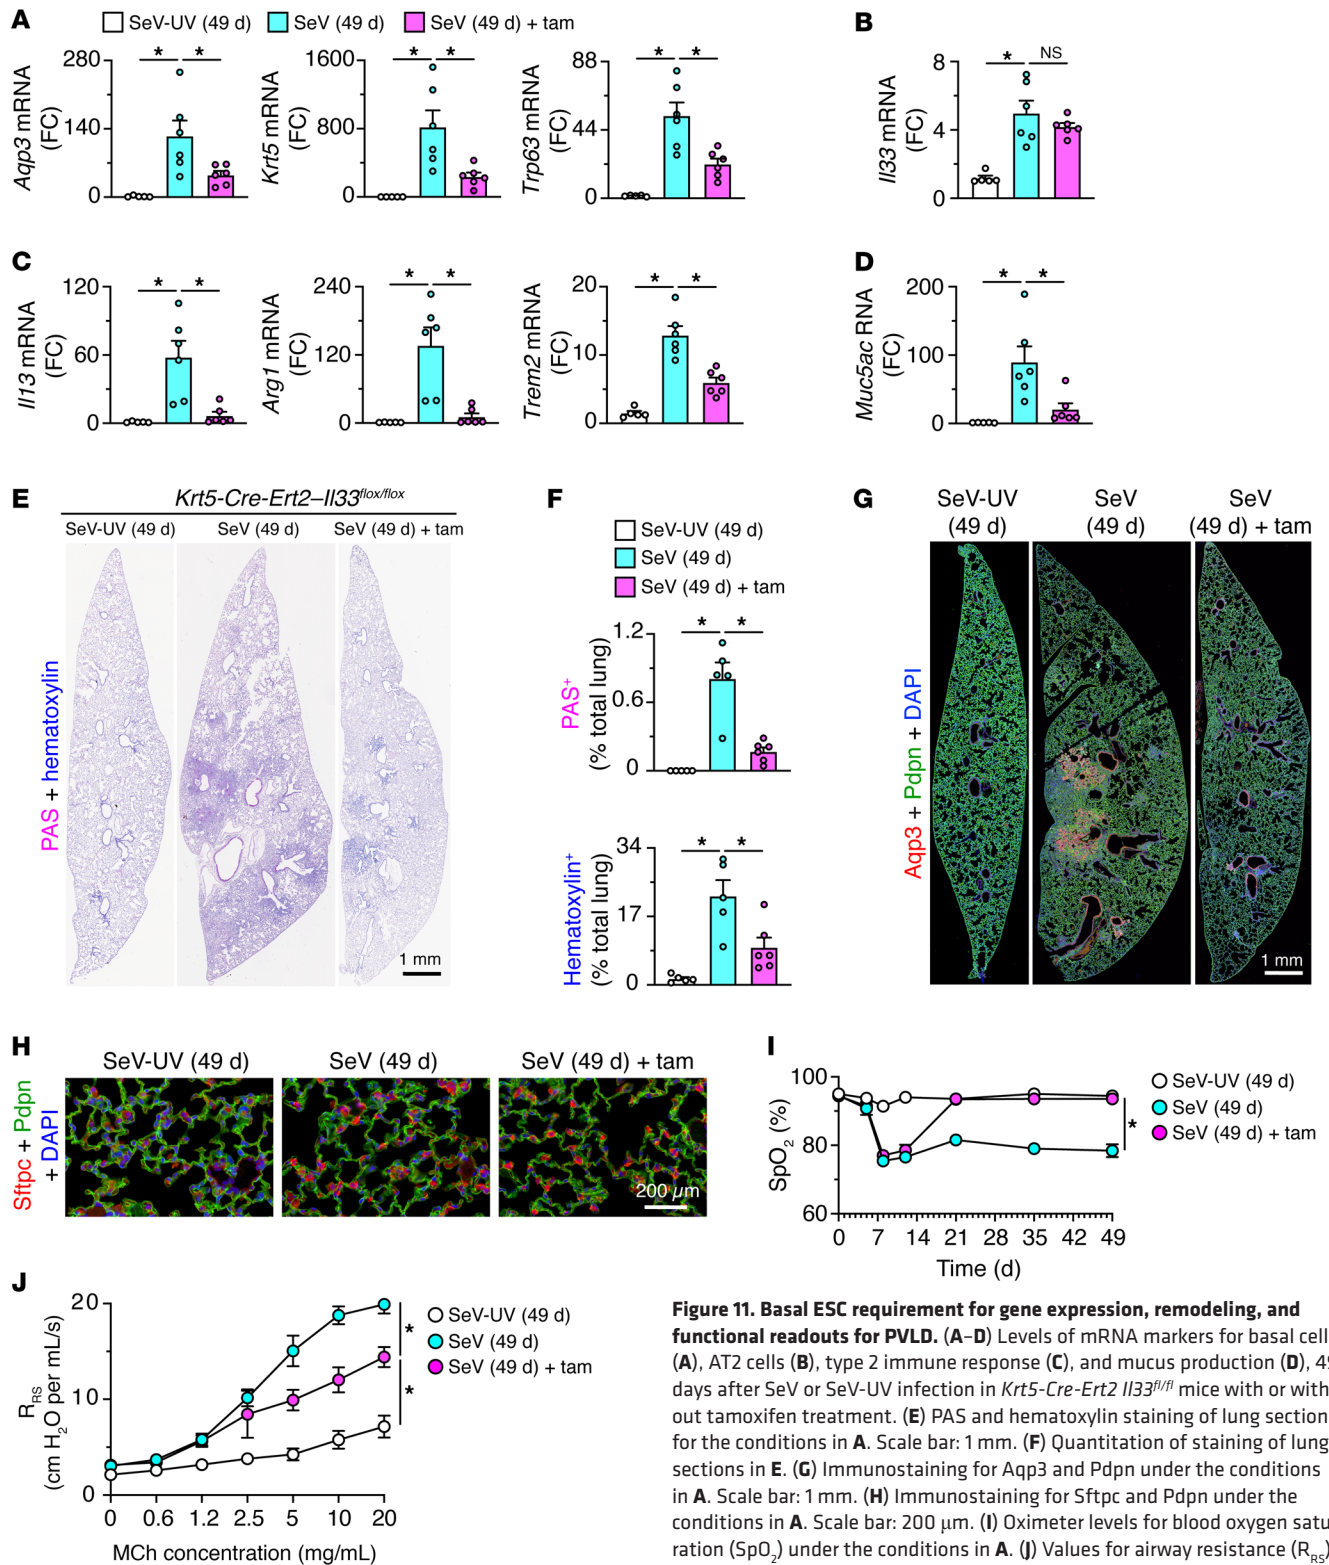 A
SeV-UV (49 d) SeV (49 d) SeV (49 d) + tam
Aqp3 mRNA (FC)
280
140
0
* *
Krt5 mRNA (FC)
1600
800
0
* *
Trp63 mRNA (FC)
88
44
0
* *
B
Il33 mRNA (FC)
8
4
0
* NS
C
Il13 mRNA (FC)
120
60
0
* *
Arg1 mRNA (FC)
240
120
0
* *
Trem2 mRNA (FC)
20
10
0
* *
D
Muc5ac RNA (FC)
200
100
0
* *
E
Krt5-Cre-Ert2–Il33flox/flox
SeV-UV (49 d) SeV (49 d) SeV (49 d) + tam
PAS + hematoxylin
1 mm
F
SeV-UV (49 d)
SeV (49 d)
SeV (49 d) + tam
PAS+ (% total lung)
1.2
0.6
0
* *
Hematoxylin+ (% total lung)
34
17
0
* *
G
SeV-UV (49 d) SeV (49 d) SeV (49 d) + tam
Aqp3 + Pdpn + DAPI
1 mm
H
SeV-UV (49 d) SeV (49 d) SeV (49 d) + tam
Sftpc + Pdpn + DAPI
200 µm
I
SpO2 (%)
100
80
60
0 7 14 21 28 35 42 49
Time (d)
SeV-UV (49 d)
SeV (49 d)
SeV (49 d) + tam
*
J
RRS (cm H2O per mL/s)
20
10
0
0 0.6 1.2 2.5 5 10 20
MCh concentration (mg/mL)
SeV-UV (49 d)
SeV (49 d)
SeV (49 d) + tam
*
*
Figure 11. Basal ESC requirement for gene expression, remodeling, and
functional readouts for PVLD. (A–D) Levels of mRNA markers for basal cell
(A), AT2 cells (B), type 2 immune response (C), and mucus production (D), 49
days after SeV or SeV-UV infection in Krt5-Cre-Ert2 Il33fl/fl mice with or with
out tamoxifen treatment. (E) PAS and hematoxylin staining of lung section
for the conditions in A. Scale bar: 1 mm. (F) Quantitation of staining of lung
sections in E. (G) Immunostaining for Aqp3 and Pdpn under the conditions
in A. Scale bar: 1 mm. (H) Immunostaining for Sftpc and Pdpn under the
conditions in A. Scale bar: 200 µm. (I) Oximeter levels for blood oxygen satu
ration (SpO2) under the conditions in A. (J) Values for airway resistance (RRS)